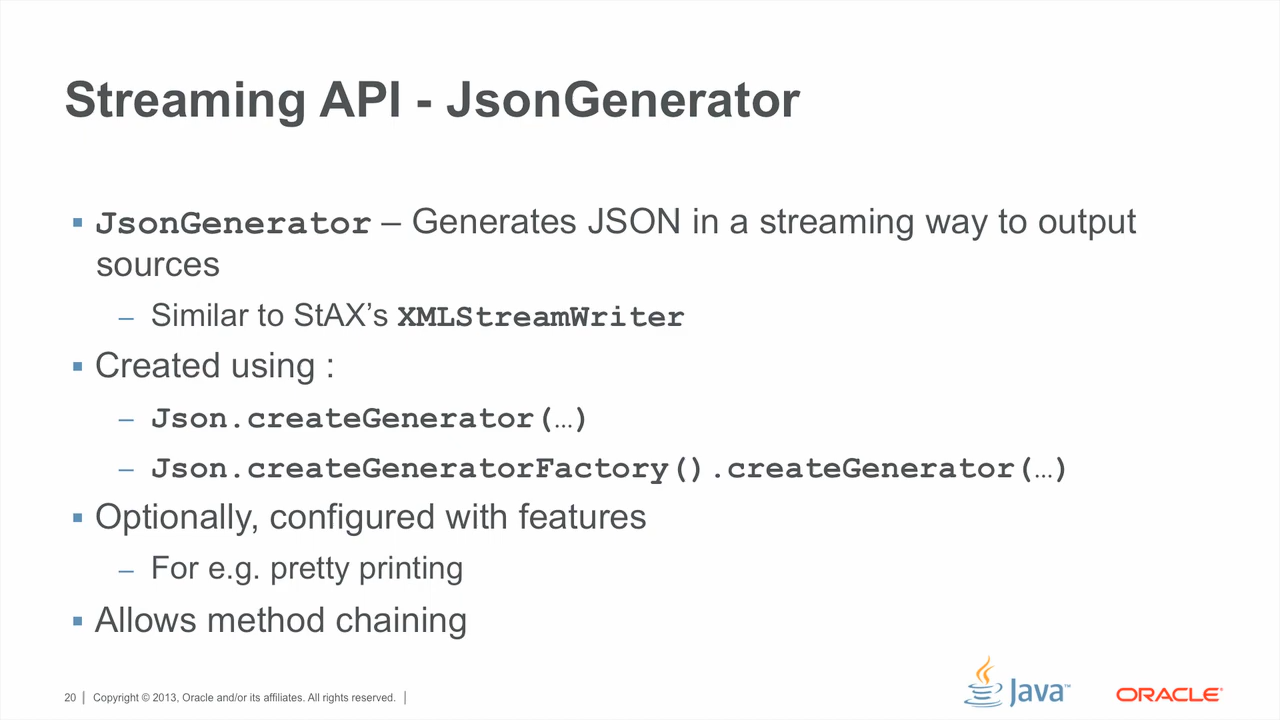 Streaming API - JsonGenerator
▪ JsonGenerator – Generates JSON in a streaming way to output
sources
– Similar to StAX’s XMLStreamWriter
▪ Created using :
– Json.createGenerator(…)
– Json.createGeneratorFactory().createGenerator(…)
▪ Optionally, configured with features
– For e.g. pretty printing
▪ Allows method chaining
20 | Copyright © 2013, Oracle and/or its affiliates. All rights reserved. |
Java™
ORACLE®